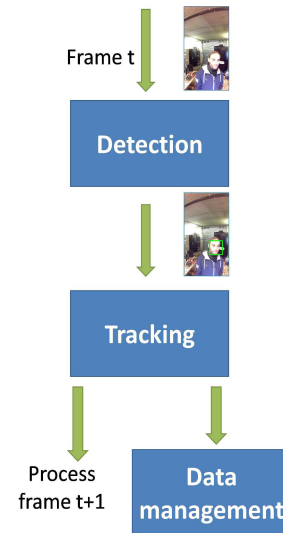 Frame t
Detection
Tracking
Process
frame t+1
Data
management